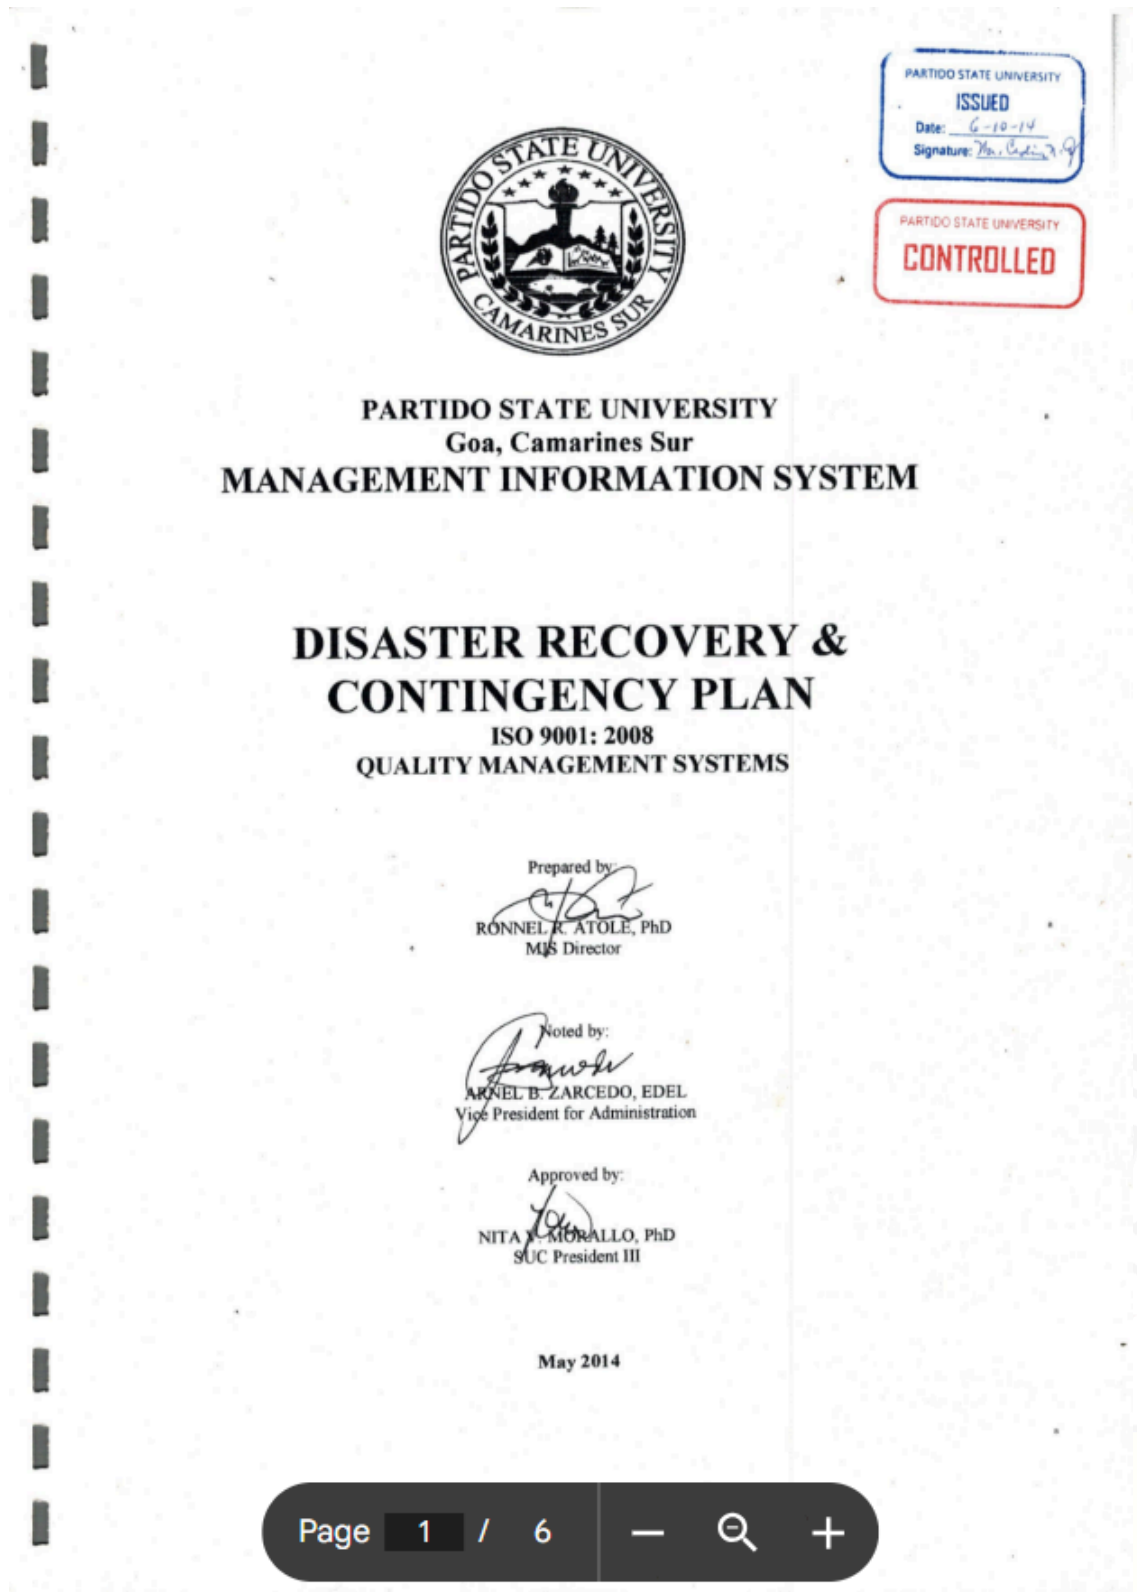 PARTIDO STATE UNIVERSITY
ISSUED
Date: 6-10-14
Signature:
PARTIDO STATE UNIVERSITY
CONTROLLED
PARTIDO STATE UNIVERSITY
CAMARINES SUR
PARTIDO STATE UNIVERSITY
Goa, Camarines Sur
MANAGEMENT INFORMATION SYSTEM
DISASTER RECOVERY &
CONTINGENCY PLAN
ISO 9001: 2008
QUALITY MANAGEMENT SYSTEMS
Prepared by:
RONNEL R. ATOLE, PhD
MIS Director
Noted by:
ARNEL B. ZARCEDO, EDEL
Vice President for Administration
Approved by:
NITA MORALLO, PhD
SUC President III
May 2014
Page 1 / 6